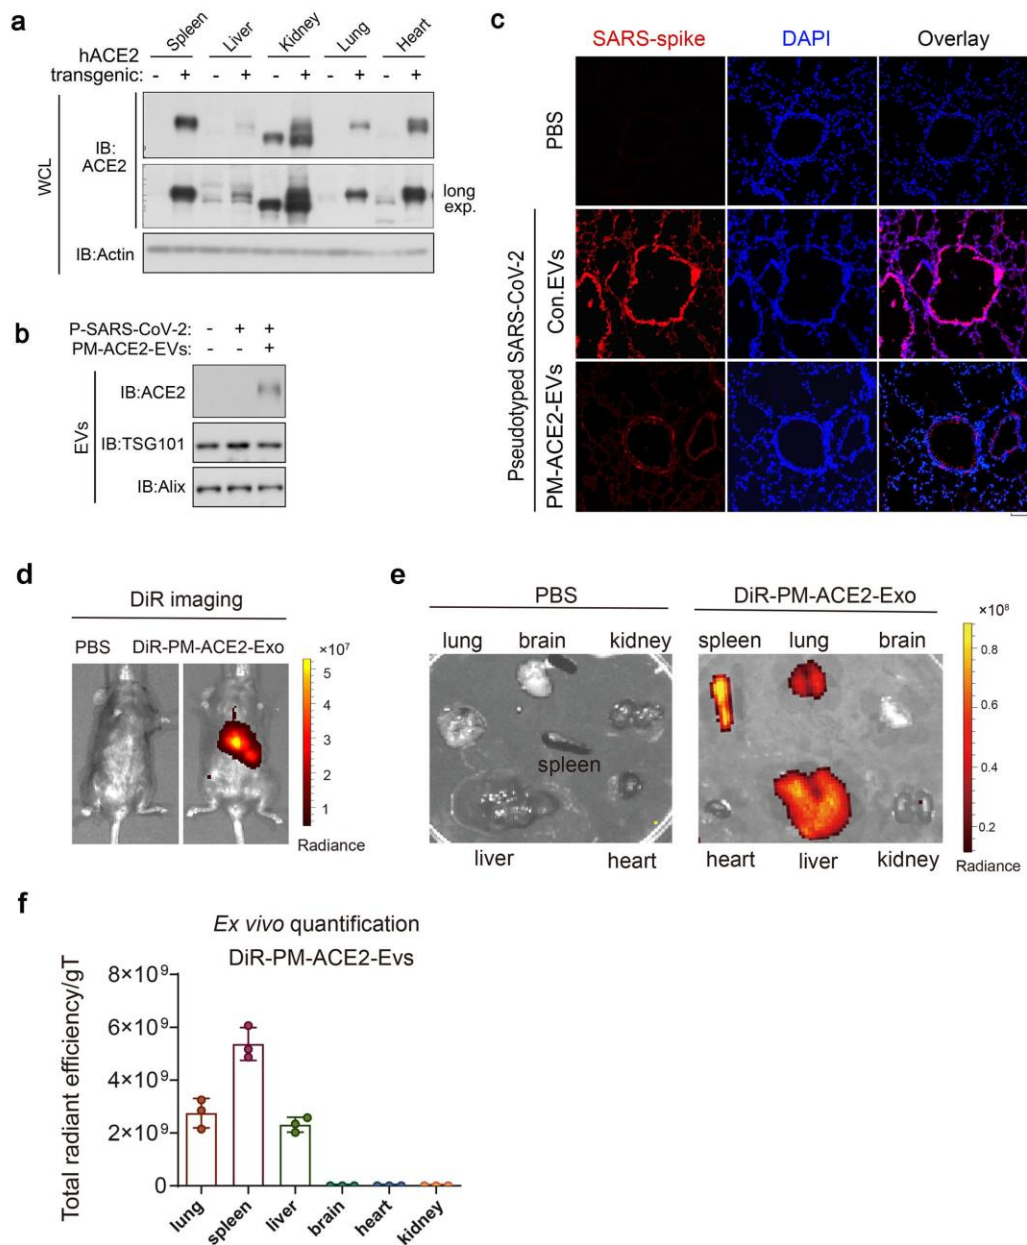 a
Spleen Liver Kidney Lung Heart
hACE2
transgenic: - + - + - + - + - +
WCL
IB:
ACE2
long
exp.
IB:Actin
b
P-SARS-CoV-2: - + +
PM-ACE2-EVs: - - +
EVs
IB:ACE2
IB:TSG101
IB:Alix
c
SARS-spike DAPI Overlay
PBS
Pseudotyped SARS-CoV-2
Con.EVs
PM-ACE2-EVs
d
DiR imaging
PBS DiR-PM-ACE2-Exo
×10⁷
5
4
3
2
1
Radiance
e
PBS
lung brain kidney
spleen
liver heart
DiR-PM-ACE2-Exo
spleen lung brain
heart liver kidney
×10⁸
0.8
0.6
0.4
0.2
Radiance
f
Ex vivo quantification
DiR-PM-ACE2-Evs
Total radiant efficiency/gT
8×10⁹
6×10⁹
4×10⁹
2×10⁹
0
lung spleen liver brain heart kidney